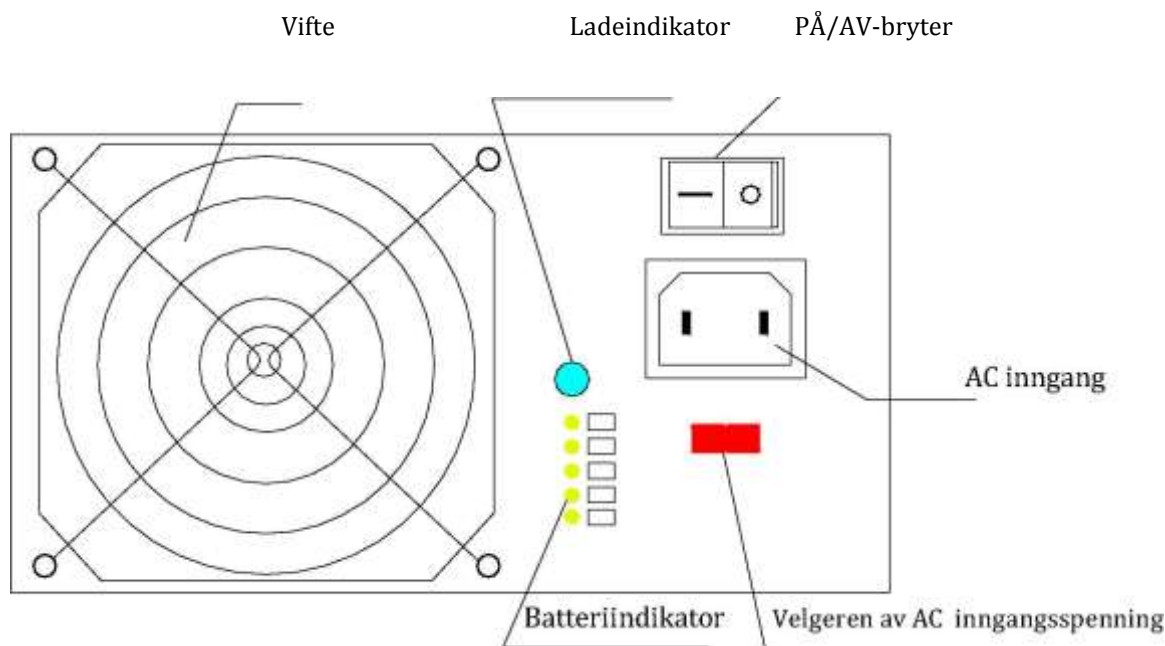 Vifte Ladeindikator PÅ/AV-bryter
AC inngang
Batteriindikator Velgeren av AC inngangsspenning